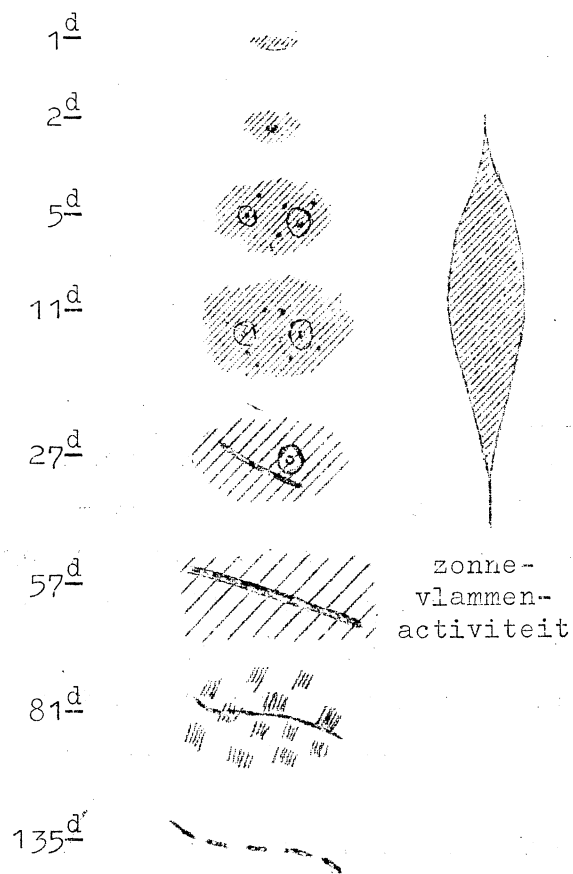 1d
2d
5d
11d
27d
57d
zonne-
vlammen-
activiteit
81d
135d